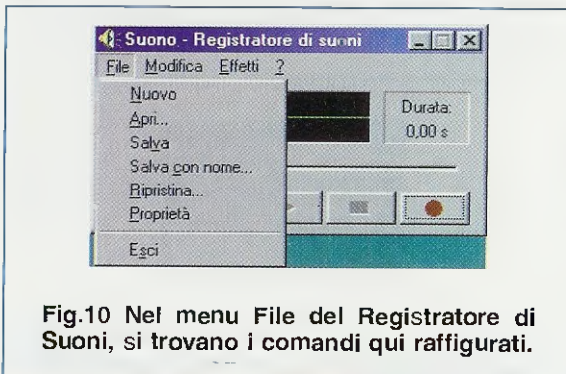 Suono - Registratore di suoni
File Modifica Effetti ?
Nuovo
Apri...
Salva
Salva con nome...
Ripristina...
Proprietà
Esci
Durata:
0,00 s
Fig.10 Nel menu File del Registratore di
Suoni, si trovano i comandi qui raffigurati.